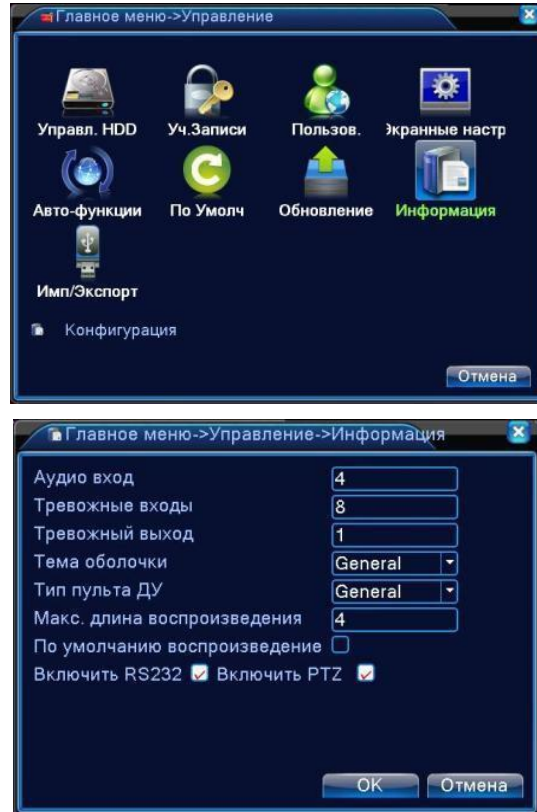 Главное меню->Управление
Управл. HDD Уч.Записи Пользов. Экранные настр
Авто-функции По Умолч Обновление Информация
Имп/Экспорт
Конфигурация
Отмена
Главное меню->Управление->Информация
Аудио вход 4
Тревожные входы 8
Тревожный выход 1
Тема оболочки General
Тип пульта ДУ General
Макс. длина воспроизведения 4
По умолчанию воспроизведение
Включить RS232 Включить PTZ
OK Отмена